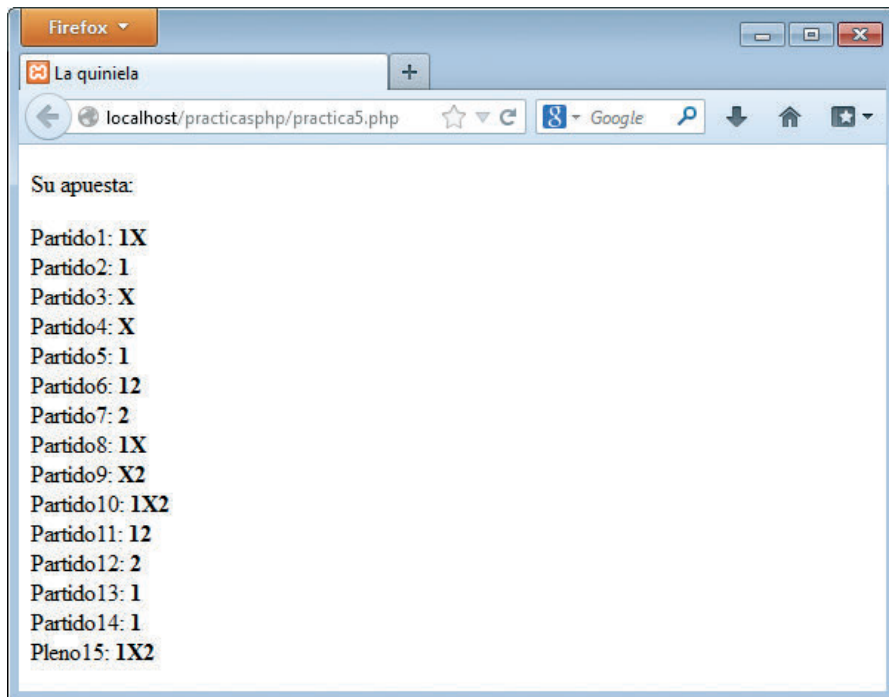 Firefox
La quiniela
localhost/practicasphp/practica5.php
8
Google
Su apuesta:
Partido1: 1X
Partido2: 1
Partido3: X
Partido4: X
Partido5: 1
Partido6: 12
Partido7: 2
Partido8: 1X
Partido9: X2
Partido10: 1X2
Partido11: 12
Partido12: 2
Partido13: 1
Partido14: 1
Pleno15: 1X2